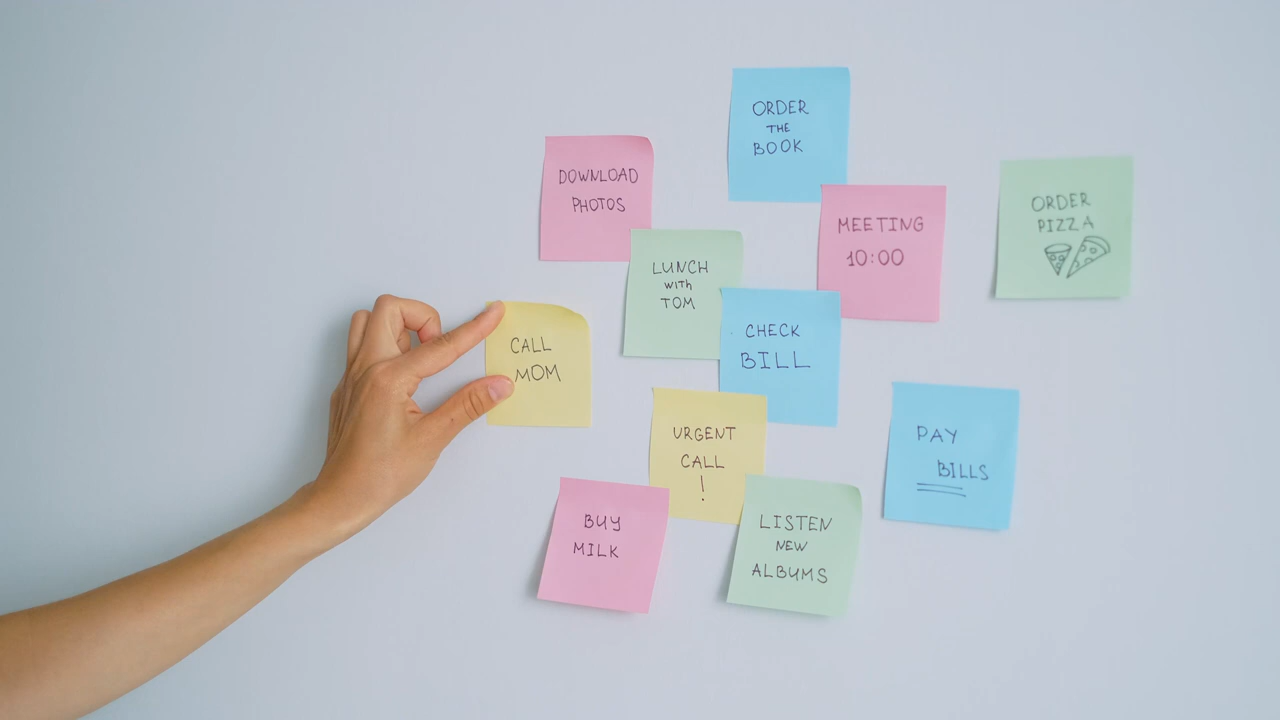 ORDER
THE
BOOK
DOWNLOAD
PHOTOS
MEETING
10:00
ORDER
PIZZA
LUNCH
WITH
TOM
CHECK
BILL
CALL
MOM
URGENT
CALL
!
PAY
BILLS
BUY
MILK
LISTEN
NEW
ALBUMS